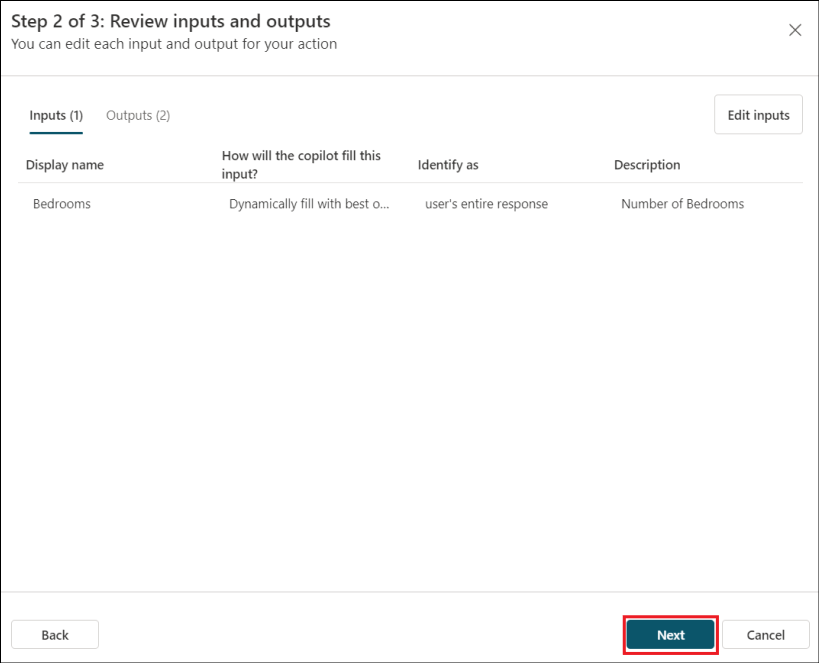 Step 2 of 3: Review inputs and outputs
You can edit each input and output for your action
Inputs (1)
Outputs (2)
Edit inputs
Display name
How will the copilot fill this
input?
Identify as
Description
Bedrooms
Dynamically fill with best o...
user's entire response
Number of Bedrooms
Back
Next
Cancel